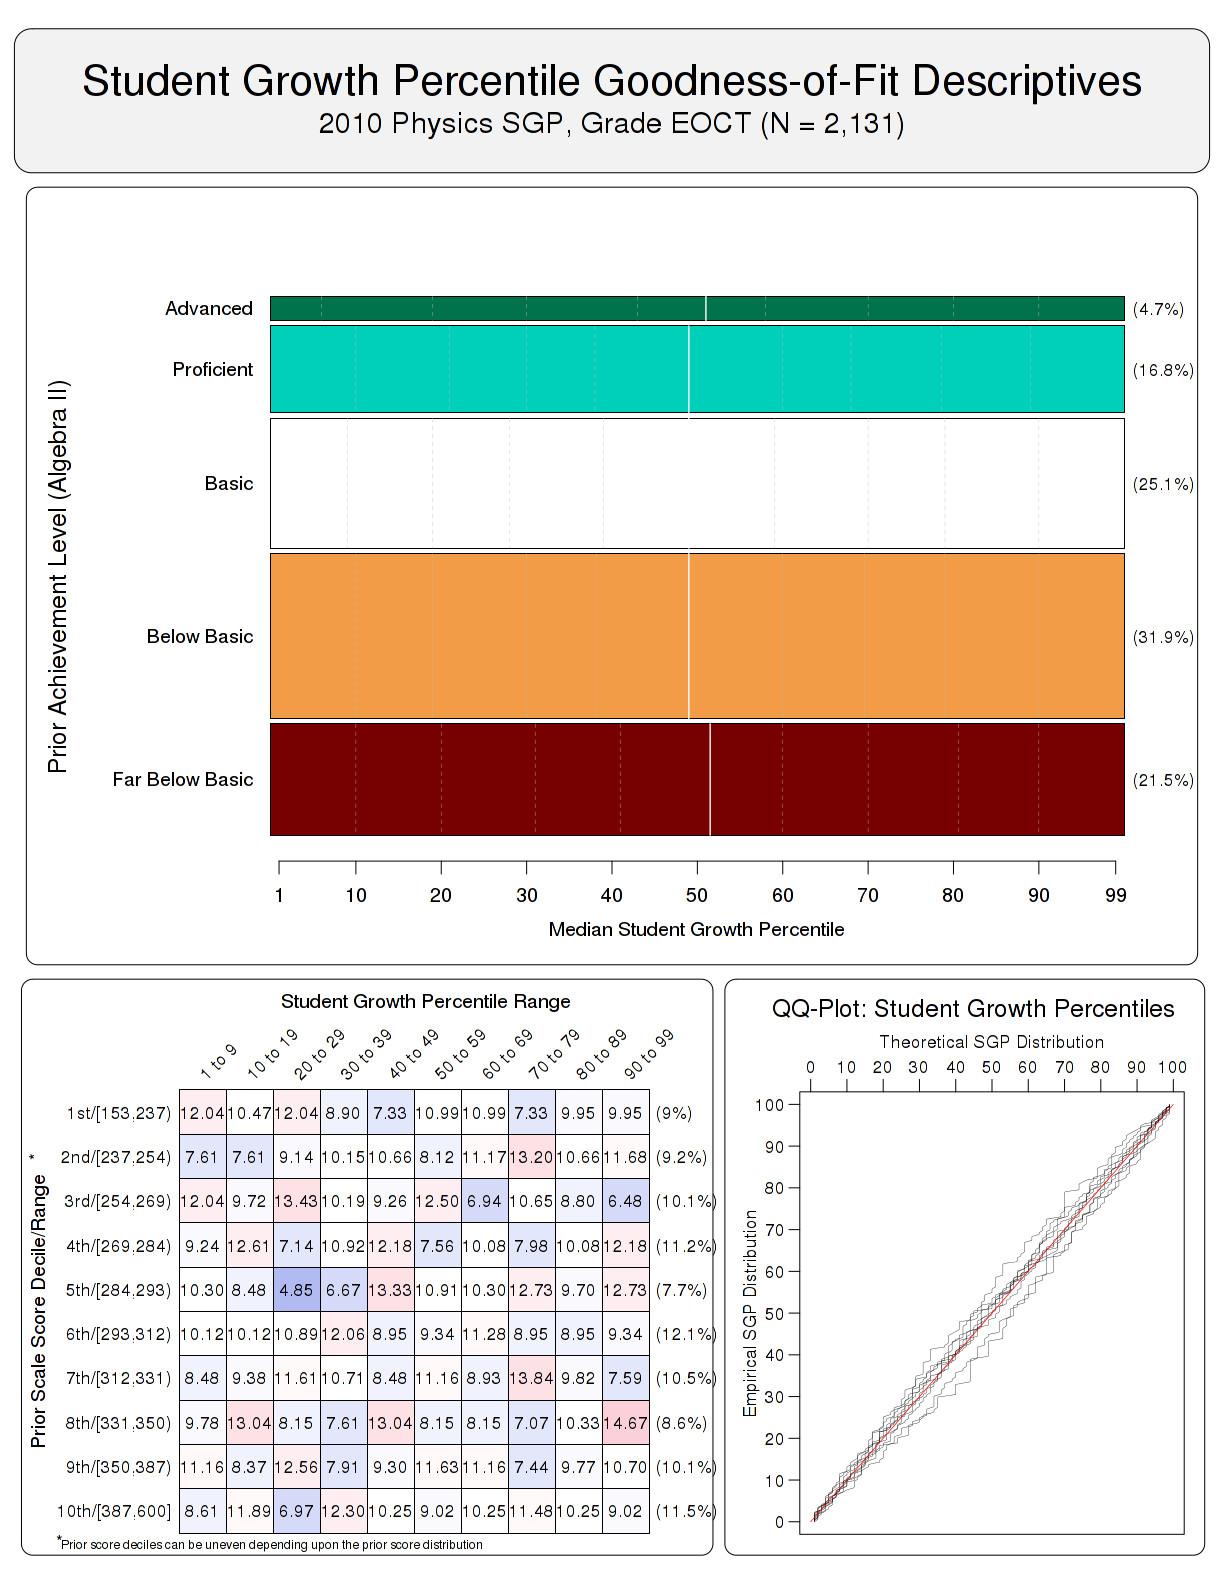 Student Growth Percentile Goodness-of-Fit Descriptives
2010 Physics SGP, Grade EOCT (N = 2,131)
Prior Achievement Level (Algebra II)
Advanced (4.7%)
Proficient (16.8%)
Basic (25.1%)
Below Basic (31.9%)
Far Below Basic (21.5%)
1 10 20 30 40 50 60 70 80 90 99
Median Student Growth Percentile
Student Growth Percentile Range
1 to 9 10 to 19 20 to 29 30 to 39 40 to 49 50 to 59 60 to 69 70 to 79 80 to 89 90 to 99
Prior Scale Score Decile/Range *
1st/[153,237) 12.04 10.47 12.04 8.90 7.33 10.99 10.99 7.33 9.95 9.95 (9%)
2nd/[237,254) 7.61 7.61 9.14 10.15 10.66 8.12 11.17 13.20 10.66 11.68 (9.2%)
3rd/[254,269) 12.04 9.72 13.43 10.19 9.26 12.50 6.94 10.65 8.80 6.48 (10.1%)
4th/[269,284) 9.24 12.61 7.14 10.92 12.18 7.56 10.08 7.98 10.08 12.18 (11.2%)
5th/[284,293) 10.30 8.48 4.85 6.67 13.33 10.91 10.30 12.73 9.70 12.73 (7.7%)
6th/[293,312) 10.12 10.12 10.89 12.06 8.95 9.34 11.28 8.95 8.95 9.34 (12.1%)
7th/[312,331) 8.48 9.38 11.61 10.71 8.48 11.16 8.93 13.84 9.82 7.59 (10.5%)
8th/[331,350) 9.78 13.04 8.15 7.61 13.04 8.15 8.15 7.07 10.33 14.67 (8.6%)
9th/[350,387) 11.16 8.37 12.56 7.91 9.30 11.63 11.16 7.44 9.77 10.70 (10.1%)
10th/[387,600] 8.61 11.89 6.97 12.30 10.25 9.02 10.25 11.48 10.25 9.02 (11.5%)
*Prior score deciles can be uneven depending upon the prior score distribution
QQ-Plot: Student Growth Percentiles
Theoretical SGP Distribution
0 10 20 30 40 50 60 70 80 90 100
Empirical SGP Distribution
100
90
80
70
60
50
40
30
20
10
0